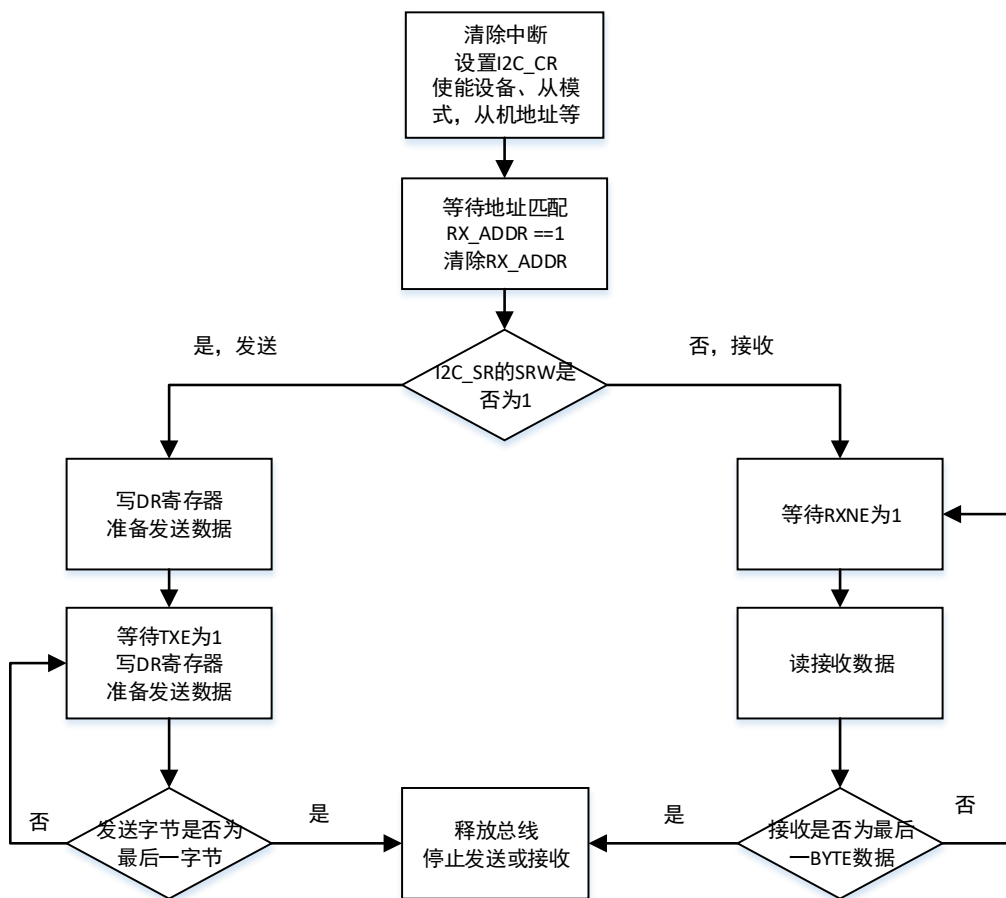 清除中断
设置I2C_CR
使能设备、从模
式，从机地址等
等待地址匹配
RX_ADDR ==1
清除RX_ADDR
是，发送
否，接收
I2C_SR的SRW是
否为1
写DR寄存器
准备发送数据
等待RXNE为1
等待TXE为1
写DR寄存器
准备发送数据
读接收数据
否
发送字节是否为
最后一字节
是
释放总线
停止发送或接收
是
接收是否为最后
一BYTE数据
否